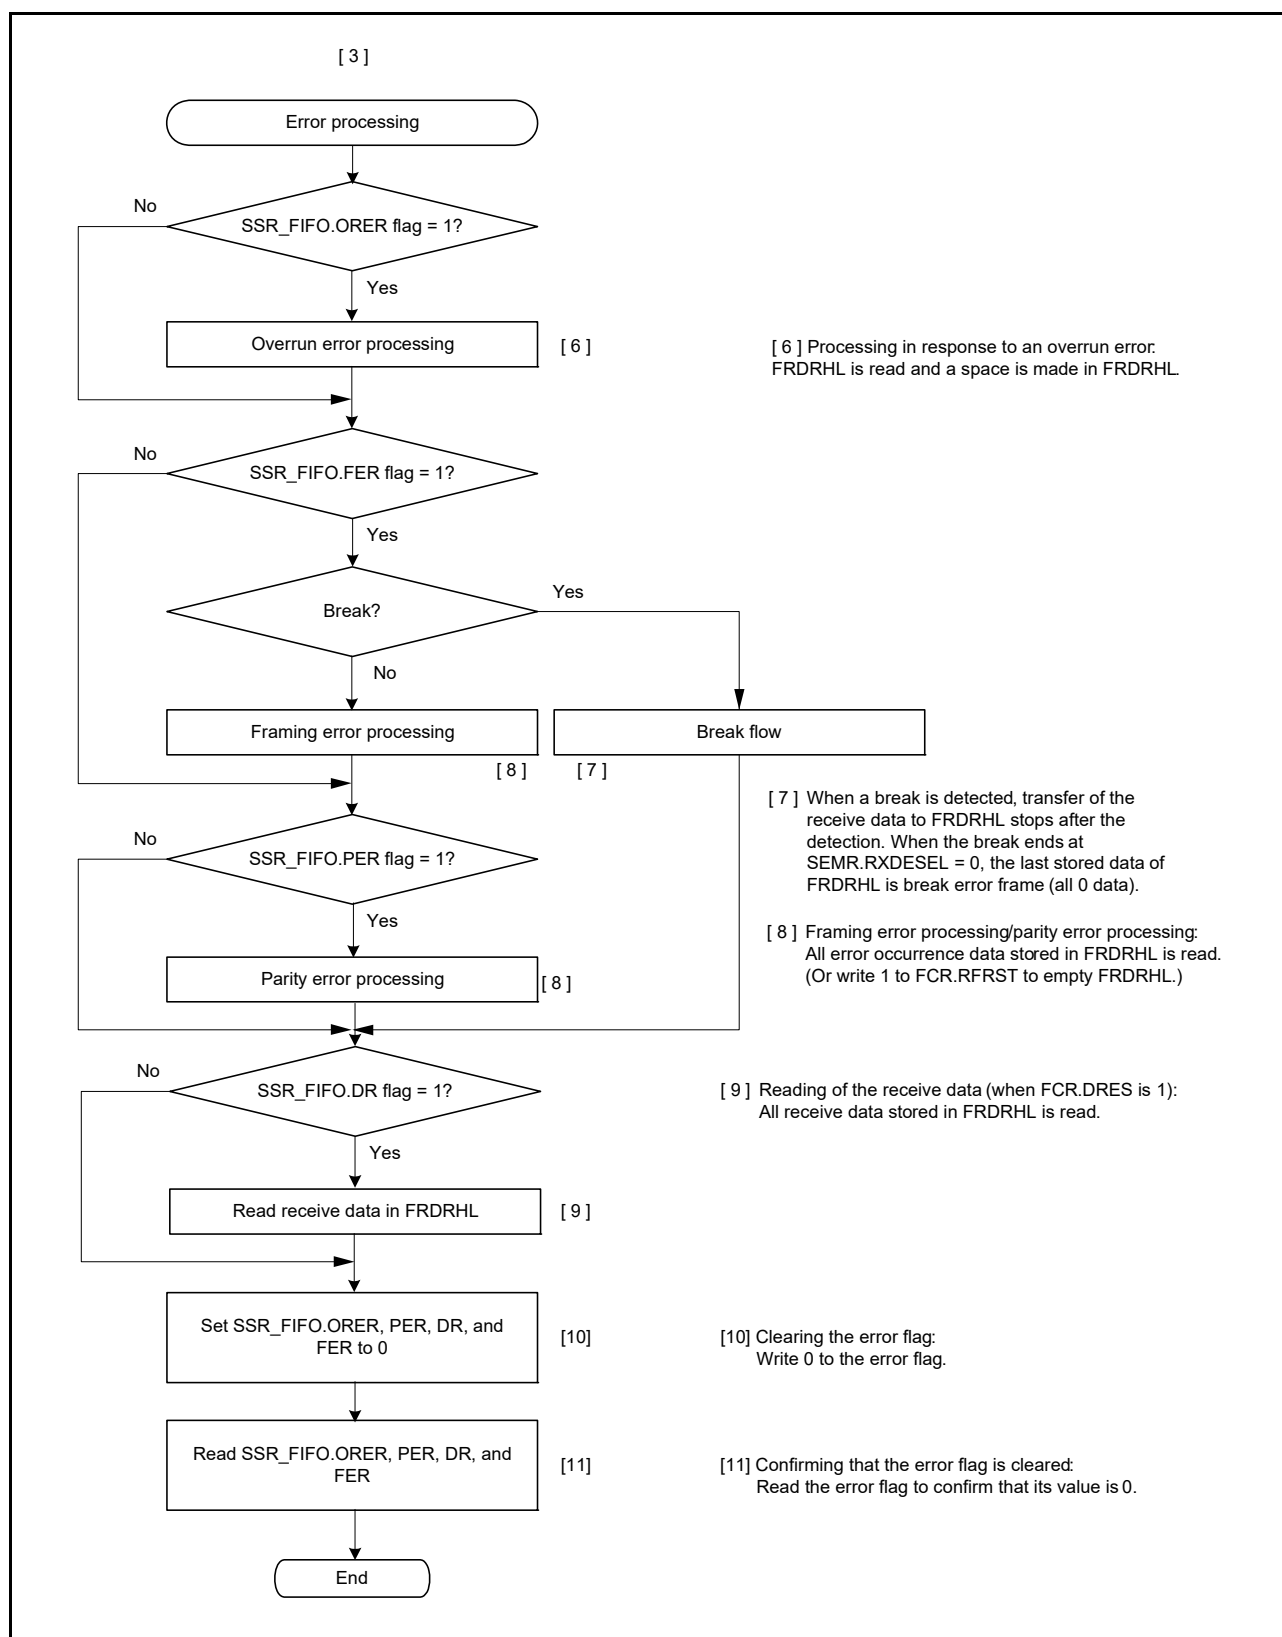 [ 3 ]
Error processing
No
SSR_FIFO.ORER flag = 1?
Yes
Overrun error processing
[ 6 ]
[ 6 ] Processing in response to an overrun error:
FRDRHL is read and a space is made in FRDRHL.
No
SSR_FIFO.FER flag = 1?
Yes
Break?
Yes
No
Framing error processing
Break flow
[ 8 ]
[ 7 ]
[ 7 ] When a break is detected, transfer of the
receive data to FRDRHL stops after the
detection. When the break ends at
SEMR.RXDESEL = 0, the last stored data of
FRDRHL is break error frame (all 0 data).
No
SSR_FIFO.PER flag = 1?
Yes
[ 8 ] Framing error processing/parity error processing:
All error occurrence data stored in FRDRHL is read.
(Or write 1 to FCR.RFRST to empty FRDRHL.)
Parity error processing
[ 8 ]
No
SSR_FIFO.DR flag = 1?
Yes
[ 9 ] Reading of the receive data (when FCR.DRES is 1):
All receive data stored in FRDRHL is read.
Read receive data in FRDRHL
[ 9 ]
Set SSR_FIFO.ORER, PER, DR, and
FER to 0
[10]
[10] Clearing the error flag:
Write 0 to the error flag.
Read SSR_FIFO.ORER, PER, DR, and
FER
[11]
[11] Confirming that the error flag is cleared:
Read the error flag to confirm that its value is 0.
End